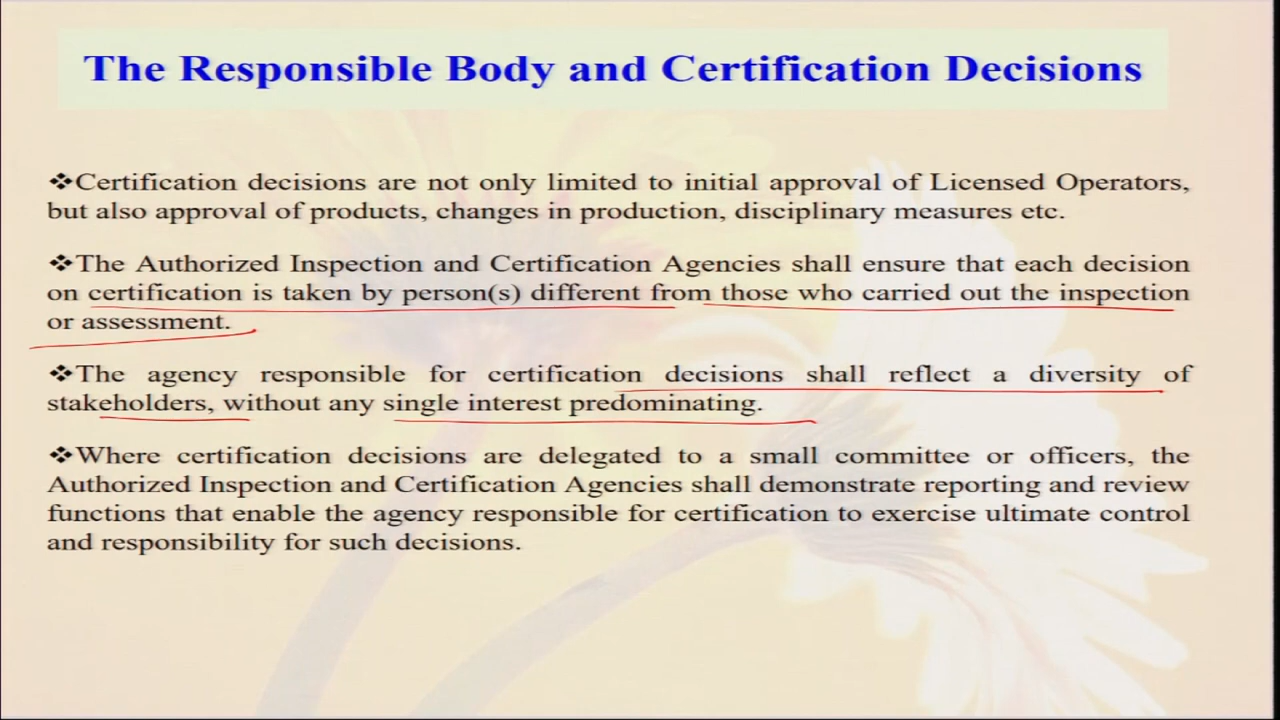 The Responsible Body and Certification Decisions
❖Certification decisions are not only limited to initial approval of Licensed Operators,
but also approval of products, changes in production, disciplinary measures etc.
❖The Authorized Inspection and Certification Agencies shall ensure that each decision
on certification is taken by person(s) different from those who carried out the inspection
or assessment.
❖The agency responsible for certification decisions shall reflect a diversity of
stakeholders, without any single interest predominating.
❖Where certification decisions are delegated to a small committee or officers, the
Authorized Inspection and Certification Agencies shall demonstrate reporting and review
functions that enable the agency responsible for certification to exercise ultimate control
and responsibility for such decisions.